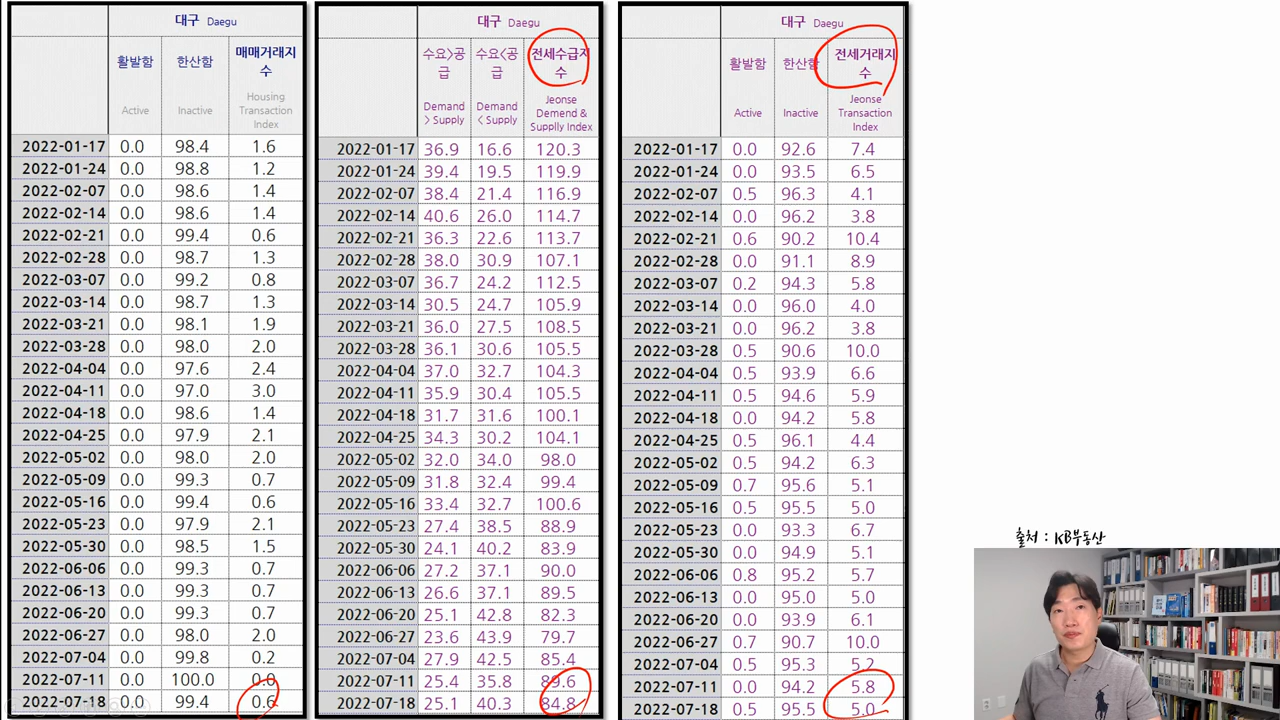 대구 Daegu
활발함 한산함 매매거래지수
Active Inactive Housing Transaction Index
2022-01-17 0.0 98.4 1.6
2022-01-24 0.0 98.8 1.2
2022-02-07 0.0 98.6 1.4
2022-02-14 0.0 98.6 1.4
2022-02-21 0.0 99.4 0.6
2022-02-28 0.0 98.7 1.3
2022-03-07 0.0 99.2 0.8
2022-03-14 0.0 98.7 1.3
2022-03-21 0.0 98.1 1.9
2022-03-28 0.0 98.0 2.0
2022-04-04 0.0 97.6 2.4
2022-04-11 0.0 97.0 3.0
2022-04-18 0.0 98.6 1.4
2022-04-25 0.0 97.9 2.1
2022-05-02 0.0 98.0 2.0
2022-05-09 0.0 99.3 0.7
2022-05-16 0.0 99.4 0.6
2022-05-23 0.0 97.9 2.1
2022-05-30 0.0 98.5 1.5
2022-06-06 0.0 99.3 0.7
2022-06-13 0.0 99.3 0.7
2022-06-20 0.0 99.3 0.7
2022-06-27 0.0 98.0 2.0
2022-07-04 0.0 99.8 0.2
2022-07-11 0.0 100.0 0.0
2022-07-18 0.0 99.4 0.6
대구 Daegu
수요>공급 수요<공급 전세수급지수
Demand > Supply Demand < Supply Jeonse Demend & Supplly Index
2022-01-17 36.9 16.6 120.3
2022-01-24 39.4 19.5 119.9
2022-02-07 38.4 21.4 116.9
2022-02-14 40.6 26.0 114.7
2022-02-21 36.3 22.6 113.7
2022-02-28 38.0 30.9 107.1
2022-03-07 36.7 24.2 112.5
2022-03-14 30.5 24.7 105.9
2022-03-21 36.0 27.5 108.5
2022-03-28 36.1 30.6 105.5
2022-04-04 37.0 32.7 104.3
2022-04-11 35.9 30.4 105.5
2022-04-18 31.7 31.6 100.1
2022-04-25 34.3 30.2 104.1
2022-05-02 32.0 34.0 98.0
2022-05-09 31.8 32.4 99.4
2022-05-16 33.4 32.7 100.6
2022-05-23 27.4 38.5 88.9
2022-05-30 24.1 40.2 83.9
2022-06-06 27.2 37.1 90.0
2022-06-13 26.6 37.1 89.5
2022-06-20 25.1 42.8 82.3
2022-06-27 23.6 43.9 79.7
2022-07-04 27.9 42.5 85.4
2022-07-11 25.4 35.8 89.6
2022-07-18 25.1 40.3 84.8
대구 Daegu
활발함 한산함 전세거래지수
Active Inactive Jeonse Transaction Index
2022-01-17 0.0 92.6 7.4
2022-01-24 0.0 93.5 6.5
2022-02-07 0.5 96.3 4.1
2022-02-14 0.0 96.2 3.8
2022-02-21 0.6 90.2 10.4
2022-02-28 0.0 91.1 8.9
2022-03-07 0.2 94.3 5.8
2022-03-14 0.0 96.0 4.0
2022-03-21 0.0 96.2 3.8
2022-03-28 0.5 90.6 10.0
2022-04-04 0.5 93.9 6.6
2022-04-11 0.5 94.6 5.9
2022-04-18 0.0 94.2 5.8
2022-04-25 0.5 96.1 4.4
2022-05-02 0.5 94.2 6.3
2022-05-09 0.7 95.6 5.1
2022-05-16 0.5 95.5 5.0
2022-05-23 0.0 93.3 6.7
2022-05-30 0.0 94.9 5.1
2022-06-06 0.8 95.2 5.7
2022-06-13 0.0 95.0 5.0
2022-06-20 0.0 93.9 6.1
2022-06-27 0.7 90.7 10.0
2022-07-04 0.5 95.3 5.2
2022-07-11 0.0 94.2 5.8
2022-07-18 0.5 95.5 5.0
출처 : KB부동산